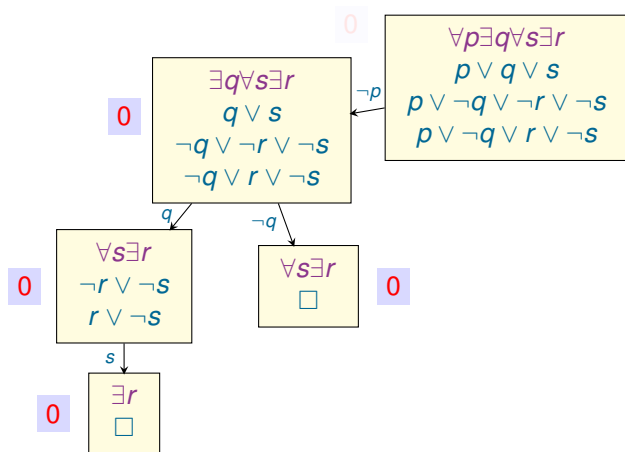 0
∀p∃q∀s∃r
p ∨ q ∨ s
p ∨ ¬q ∨ ¬r ∨ ¬s
p ∨ ¬q ∨ r ∨ ¬s
¬p
∃q∀s∃r
q ∨ s
¬q ∨ ¬r ∨ ¬s
¬q ∨ r ∨ ¬s
0
q
¬q
∀s∃r
¬r ∨ ¬s
r ∨ ¬s
0
∀s∃r
□
0
s
∃r
□
0